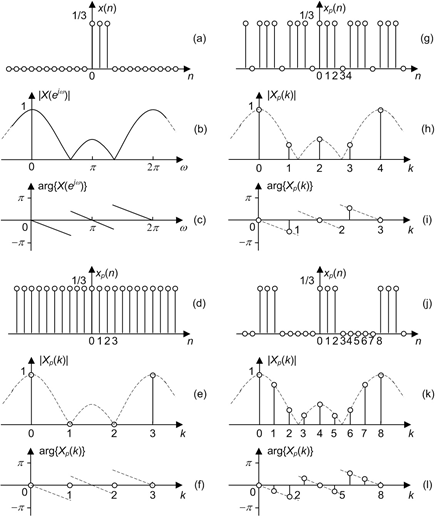 1/3 x(n) (a)
0 n
|X(e^{jω})|
1 (b)
0 π 2π ω
arg{X(e^{jω})}
π (c)
0 π 2π ω
−π
x_p(n) (d)
1/3
0 1 2 3 n
|X_p(k)|
1 (e)
0 1 2 3 k
arg{X_p(k)}
π (f)
0 1 2 3 k
−π
x_p(n) (g)
1/3
0 1 2 3 4 n
|X_p(k)|
1 (h)
0 1 2 3 4 k
arg{X_p(k)}
π (i)
0 1 2 3 k
−π
x_p(n) (j)
1/3
0 1 2 3 4 5 6 7 8 n
|X_p(k)|
1 (k)
0 1 2 3 4 5 6 7 8 k
arg{X_p(k)}
π (l)
0 2 5 8 k
−π